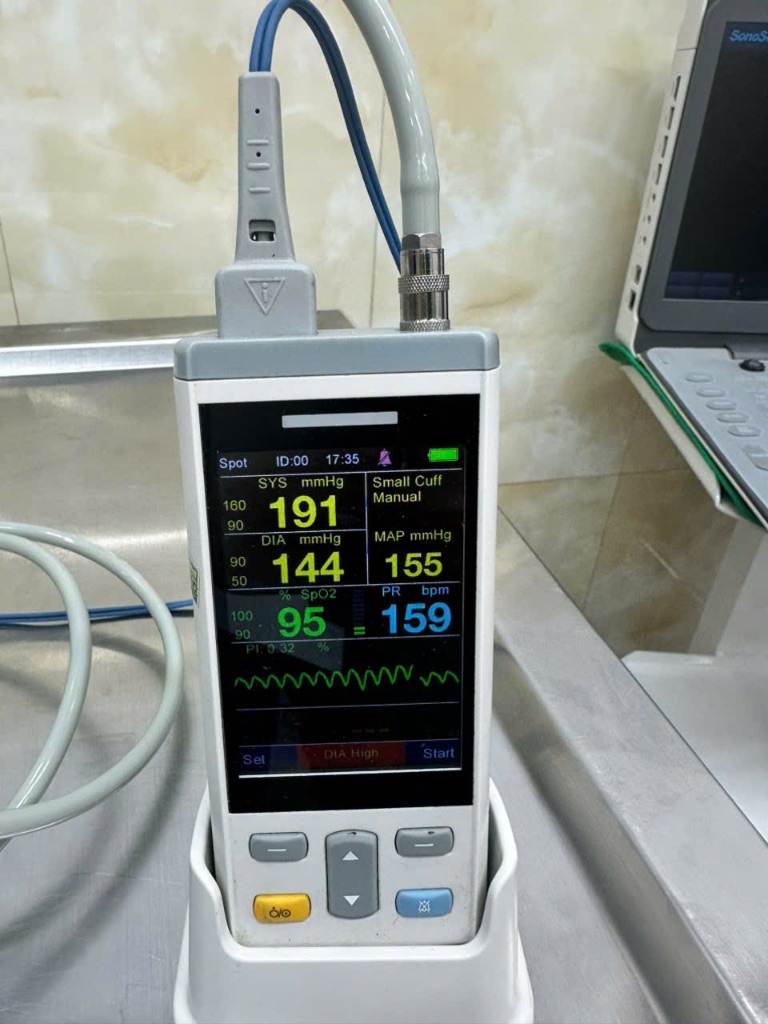 SonoSc
Spot ID:00 17:35
SYS mmHg
160
90
191
Small Cuff
Manual
DIA mmHg
90
50
144
MAP mmHg
155
% SpO2
100
90
95
PR bpm
159
PI: 0.32 %
Set DIA High Start